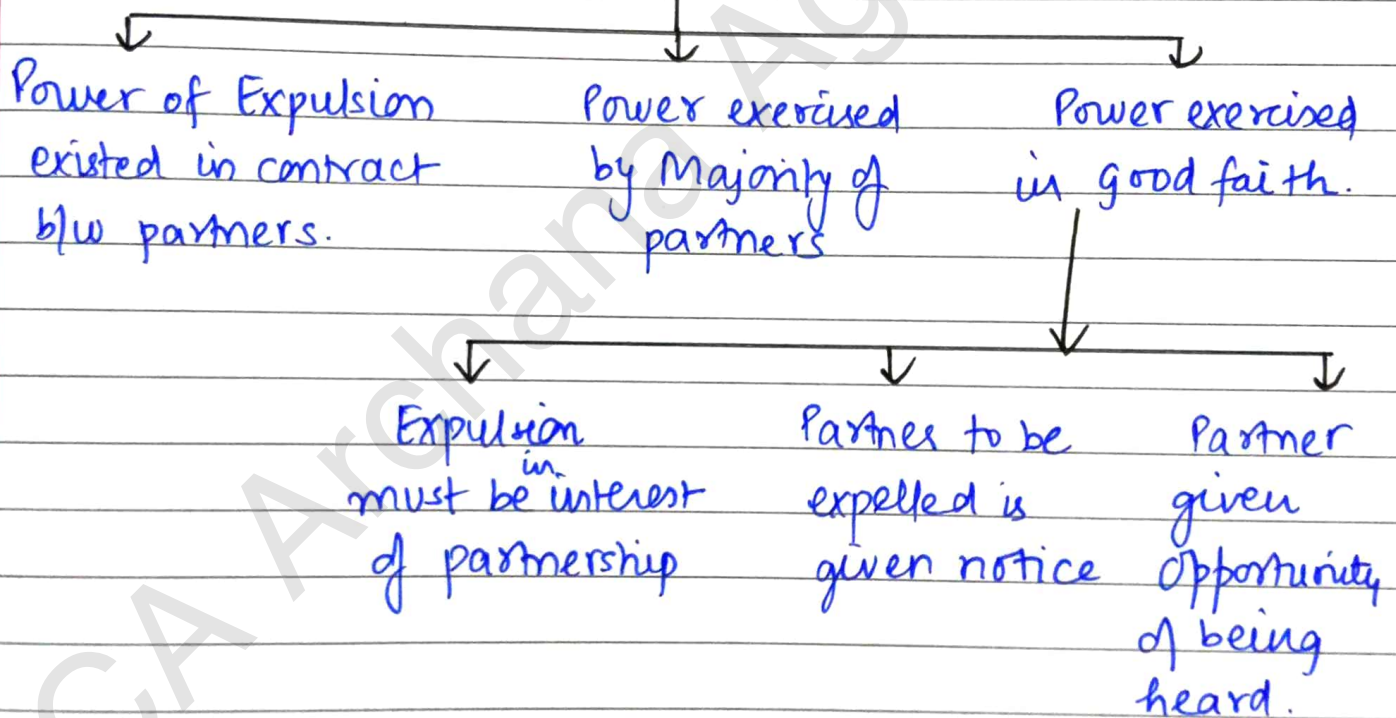 Power of Expulsion
existed in contract
b/w partners.
Power exercised
by Majority of
partners
Power exercised
in good faith.
Expulsion
must be in interest
of partnership
Partner to be
expelled is
given notice
Partner
given
opportunity
of being
heard.
CA Archana Ag